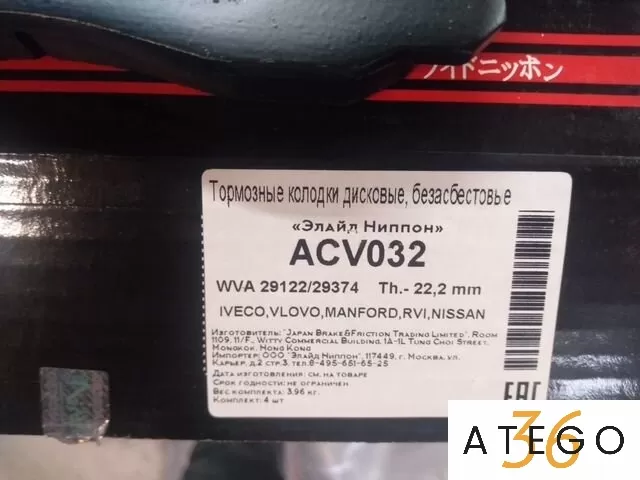 ライドニッポン
Тормозные колодки дисковые, безасбестовые
«Элайд Ниппон»
ACV032
WVA 29122/29374 Th.- 22,2 mm
IVECO,VLOVO,MANFORD,RVI,NISSAN
Изготовитель: "Japan Brake&Friction Trading Limited". Room
1109, 11/F., Witty Commercial Building, 1A-1L Tung Choi Street,
Mongkok, Hong Kong
Импортер: ООО "Элайд Ниппон", 117449, г. Москва, ул.
Карьер, д.2 стр.3, тел.8-495-651-65-25
Дата изготовления: см. на товаре
Срок годности: не ограничен
Вес комплекта: 3,96 кг.
Комплект: 4 шт
EAC
36
ATEGO